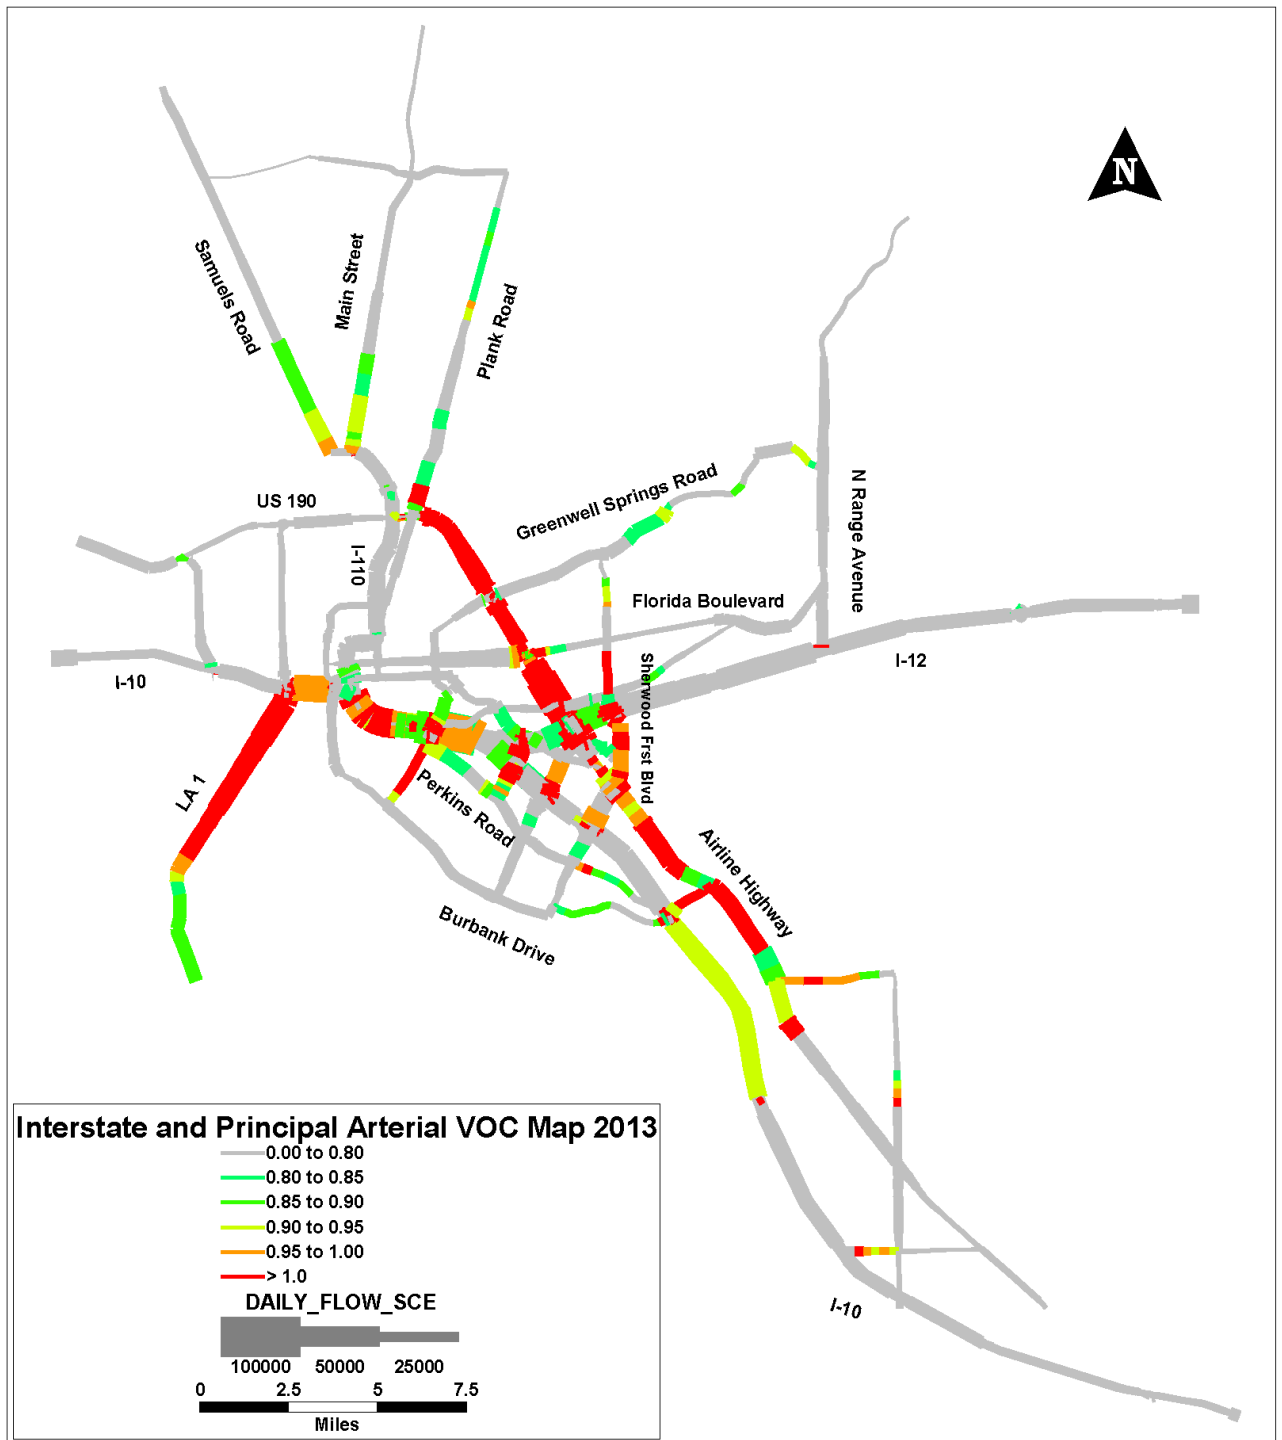 N
Samuels Road
Main Street
Plank Road
US 190
Greenwell Springs Road
N Range Avenue
I-110
Florida Boulevard
I-10
I-12
Sherwood Frst Blvd
LA 1
Perkins Road
Airline Highway
Burbank Drive
I-10
Interstate and Principal Arterial VOC Map 2013
0.00 to 0.80
0.80 to 0.85
0.85 to 0.90
0.90 to 0.95
0.95 to 1.00
> 1.0
DAILY_FLOW_SCE
100000 50000 25000
0 2.5 5 7.5
Miles